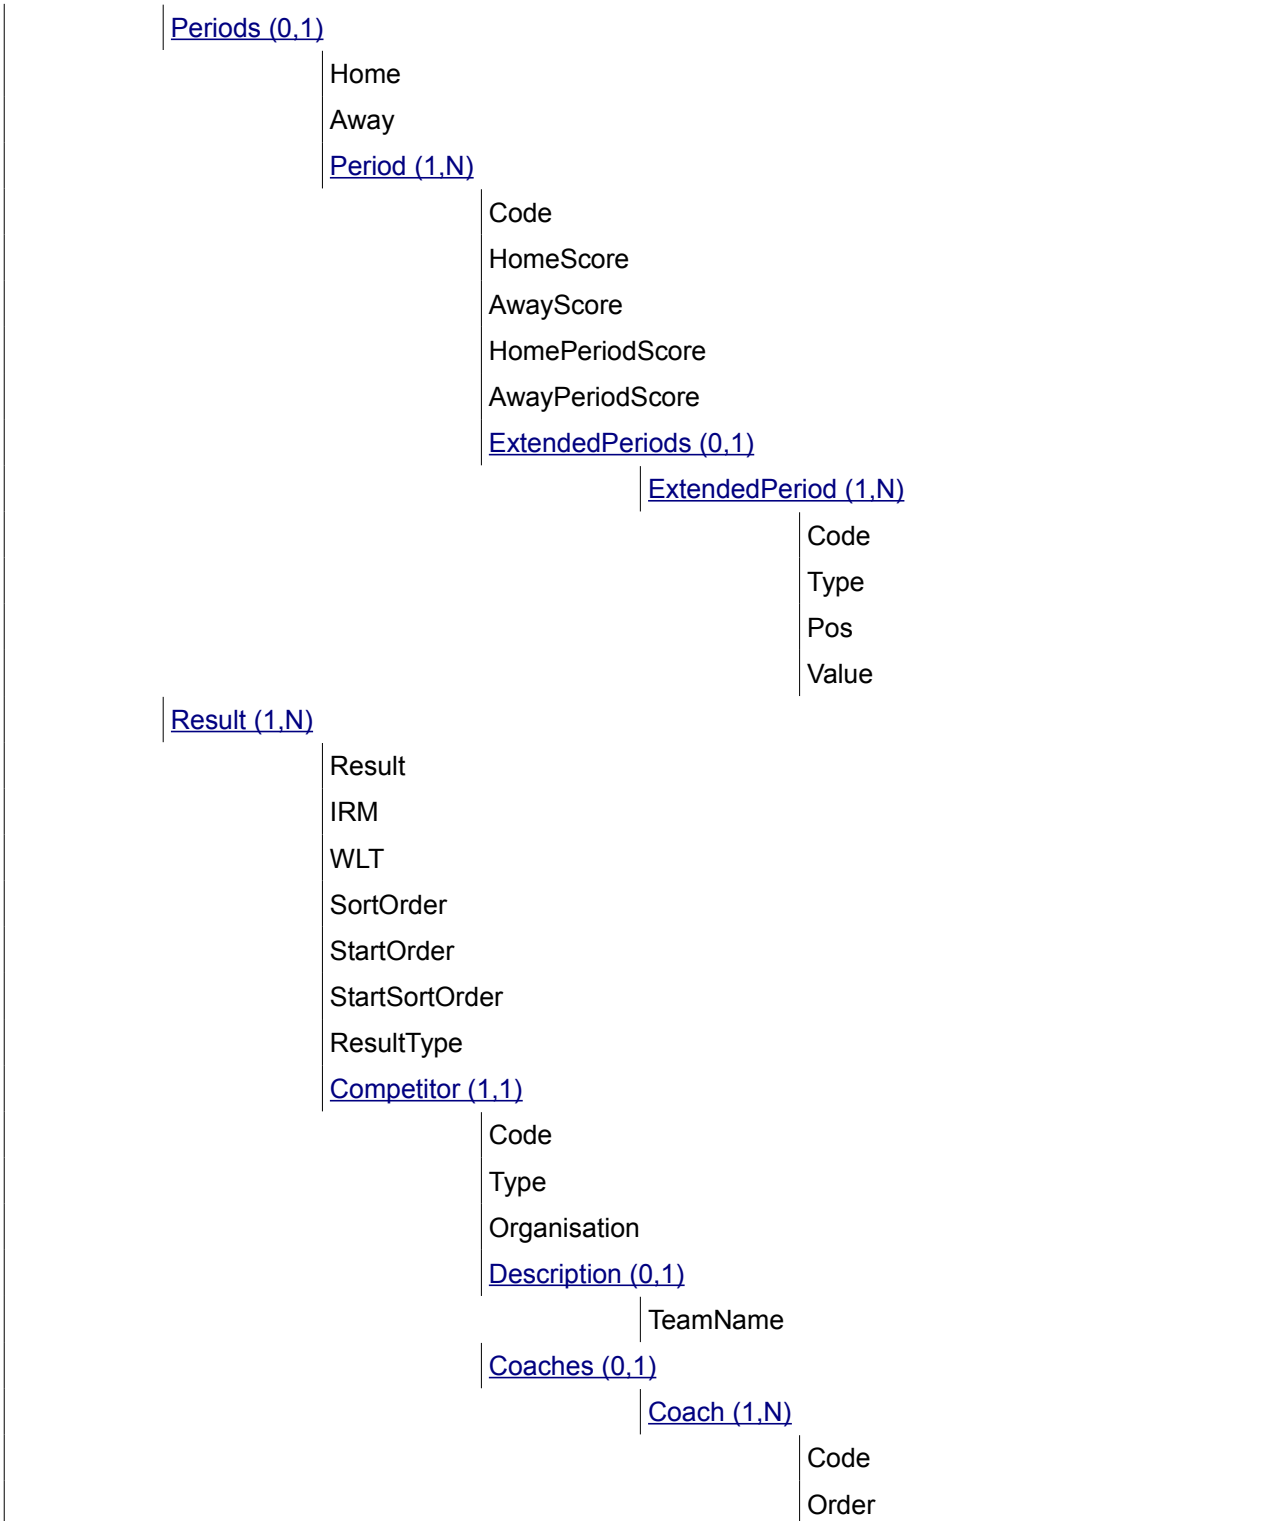 Periods (0,1)
Home
Away
Period (1,N)
Code
HomeScore
AwayScore
HomePeriodScore
AwayPeriodScore
ExtendedPeriods (0,1)
ExtendedPeriod (1,N)
Code
Type
Pos
Value
Result (1,N)
Result
IRM
WLT
SortOrder
StartOrder
StartSortOrder
ResultType
Competitor (1,1)
Code
Type
Organisation
Description (0,1)
TeamName
Coaches (0,1)
Coach (1,N)
Code
Order